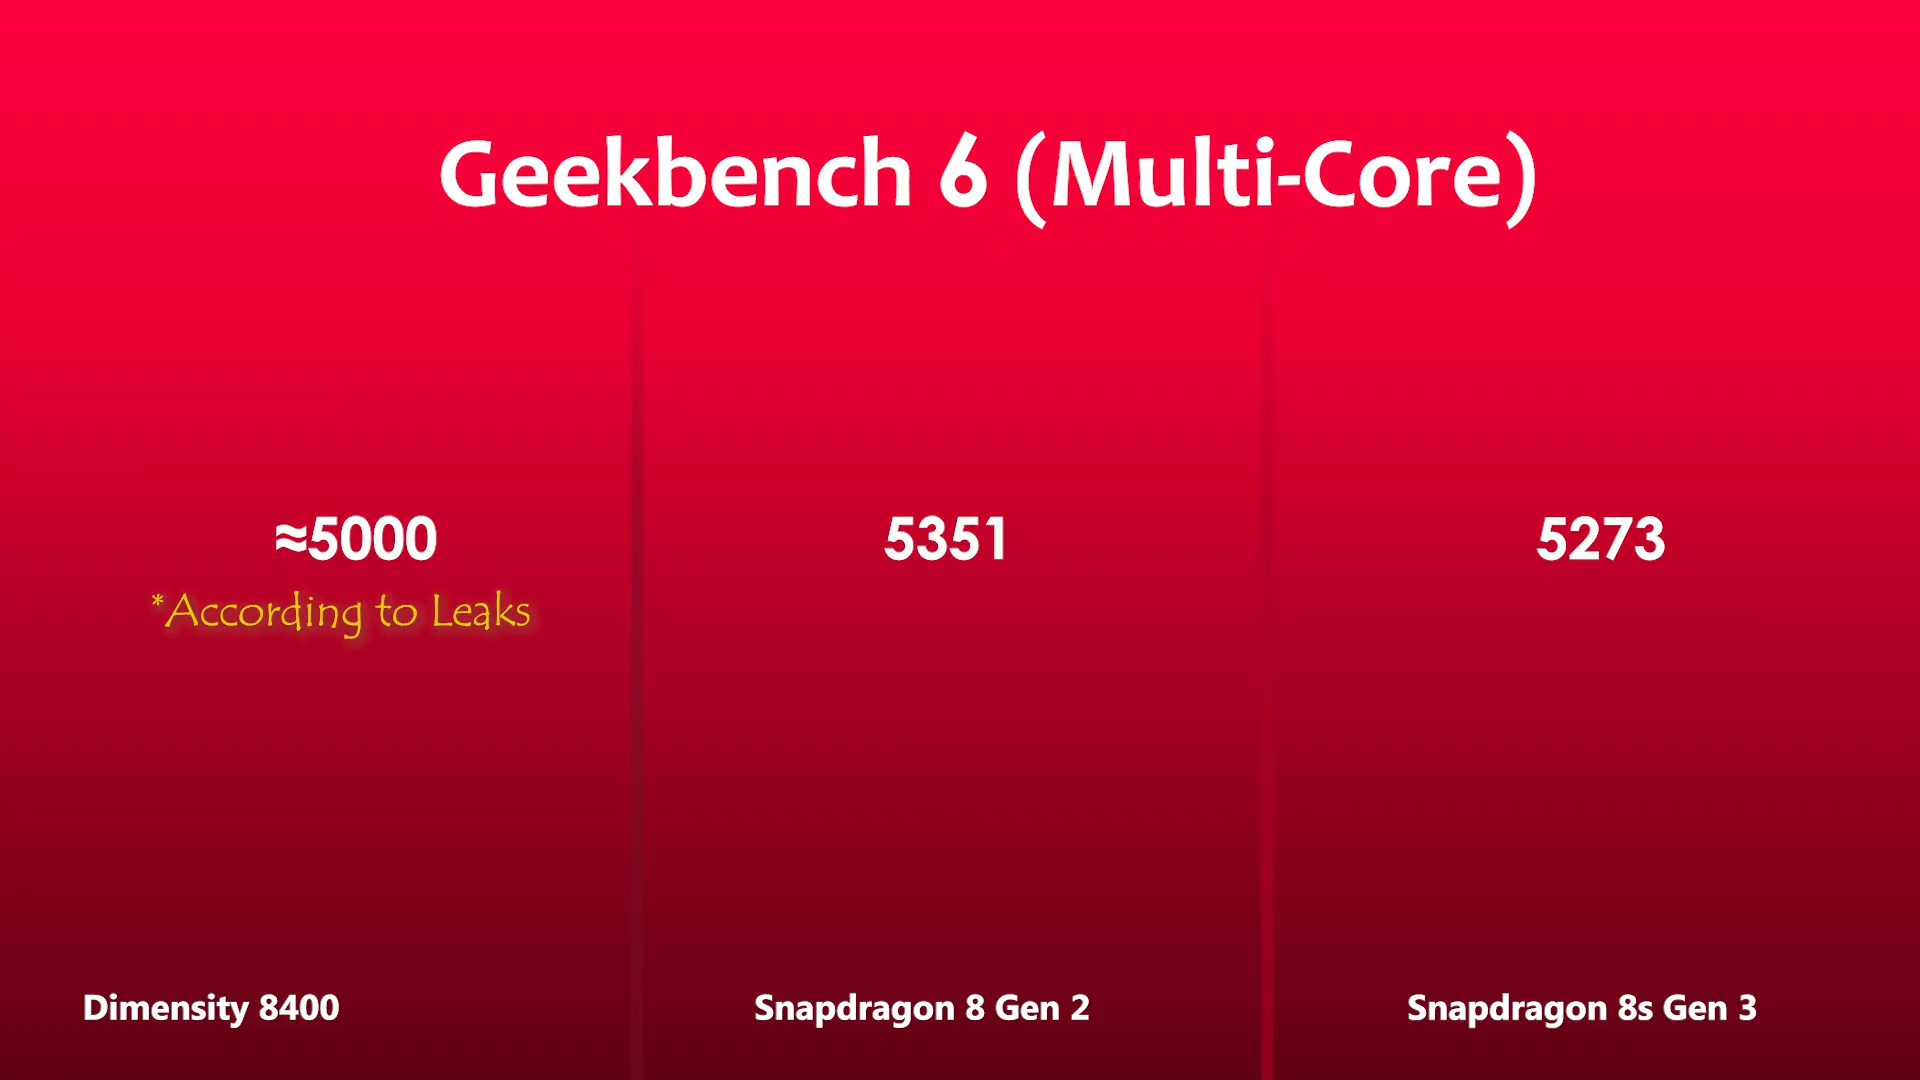 Geekbench 6 (Multi-Core)
≈5000
5351
5273
*According to Leaks
Dimensity 8400
Snapdragon 8 Gen 2
Snapdragon 8s Gen 3